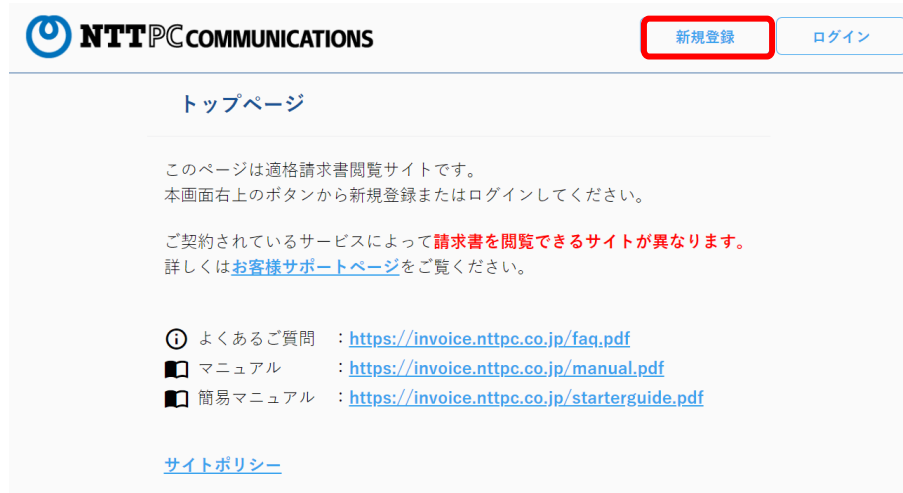 NTTPC COMMUNICATIONS
新規登録
ログイン
トップページ
このページは適格請求書閲覧サイトです。
本画面右上のボタンから新規登録またはログインしてください。
ご契約されているサービスによって請求書を閲覧できるサイトが異なります。
詳しくはお客様サポートページをご覧ください。
よくあるご質問 ：https://invoice.nttpc.co.jp/faq.pdf
マニュアル ：https://invoice.nttpc.co.jp/manual.pdf
簡易マニュアル ：https://invoice.nttpc.co.jp/starterguide.pdf
サイトポリシー